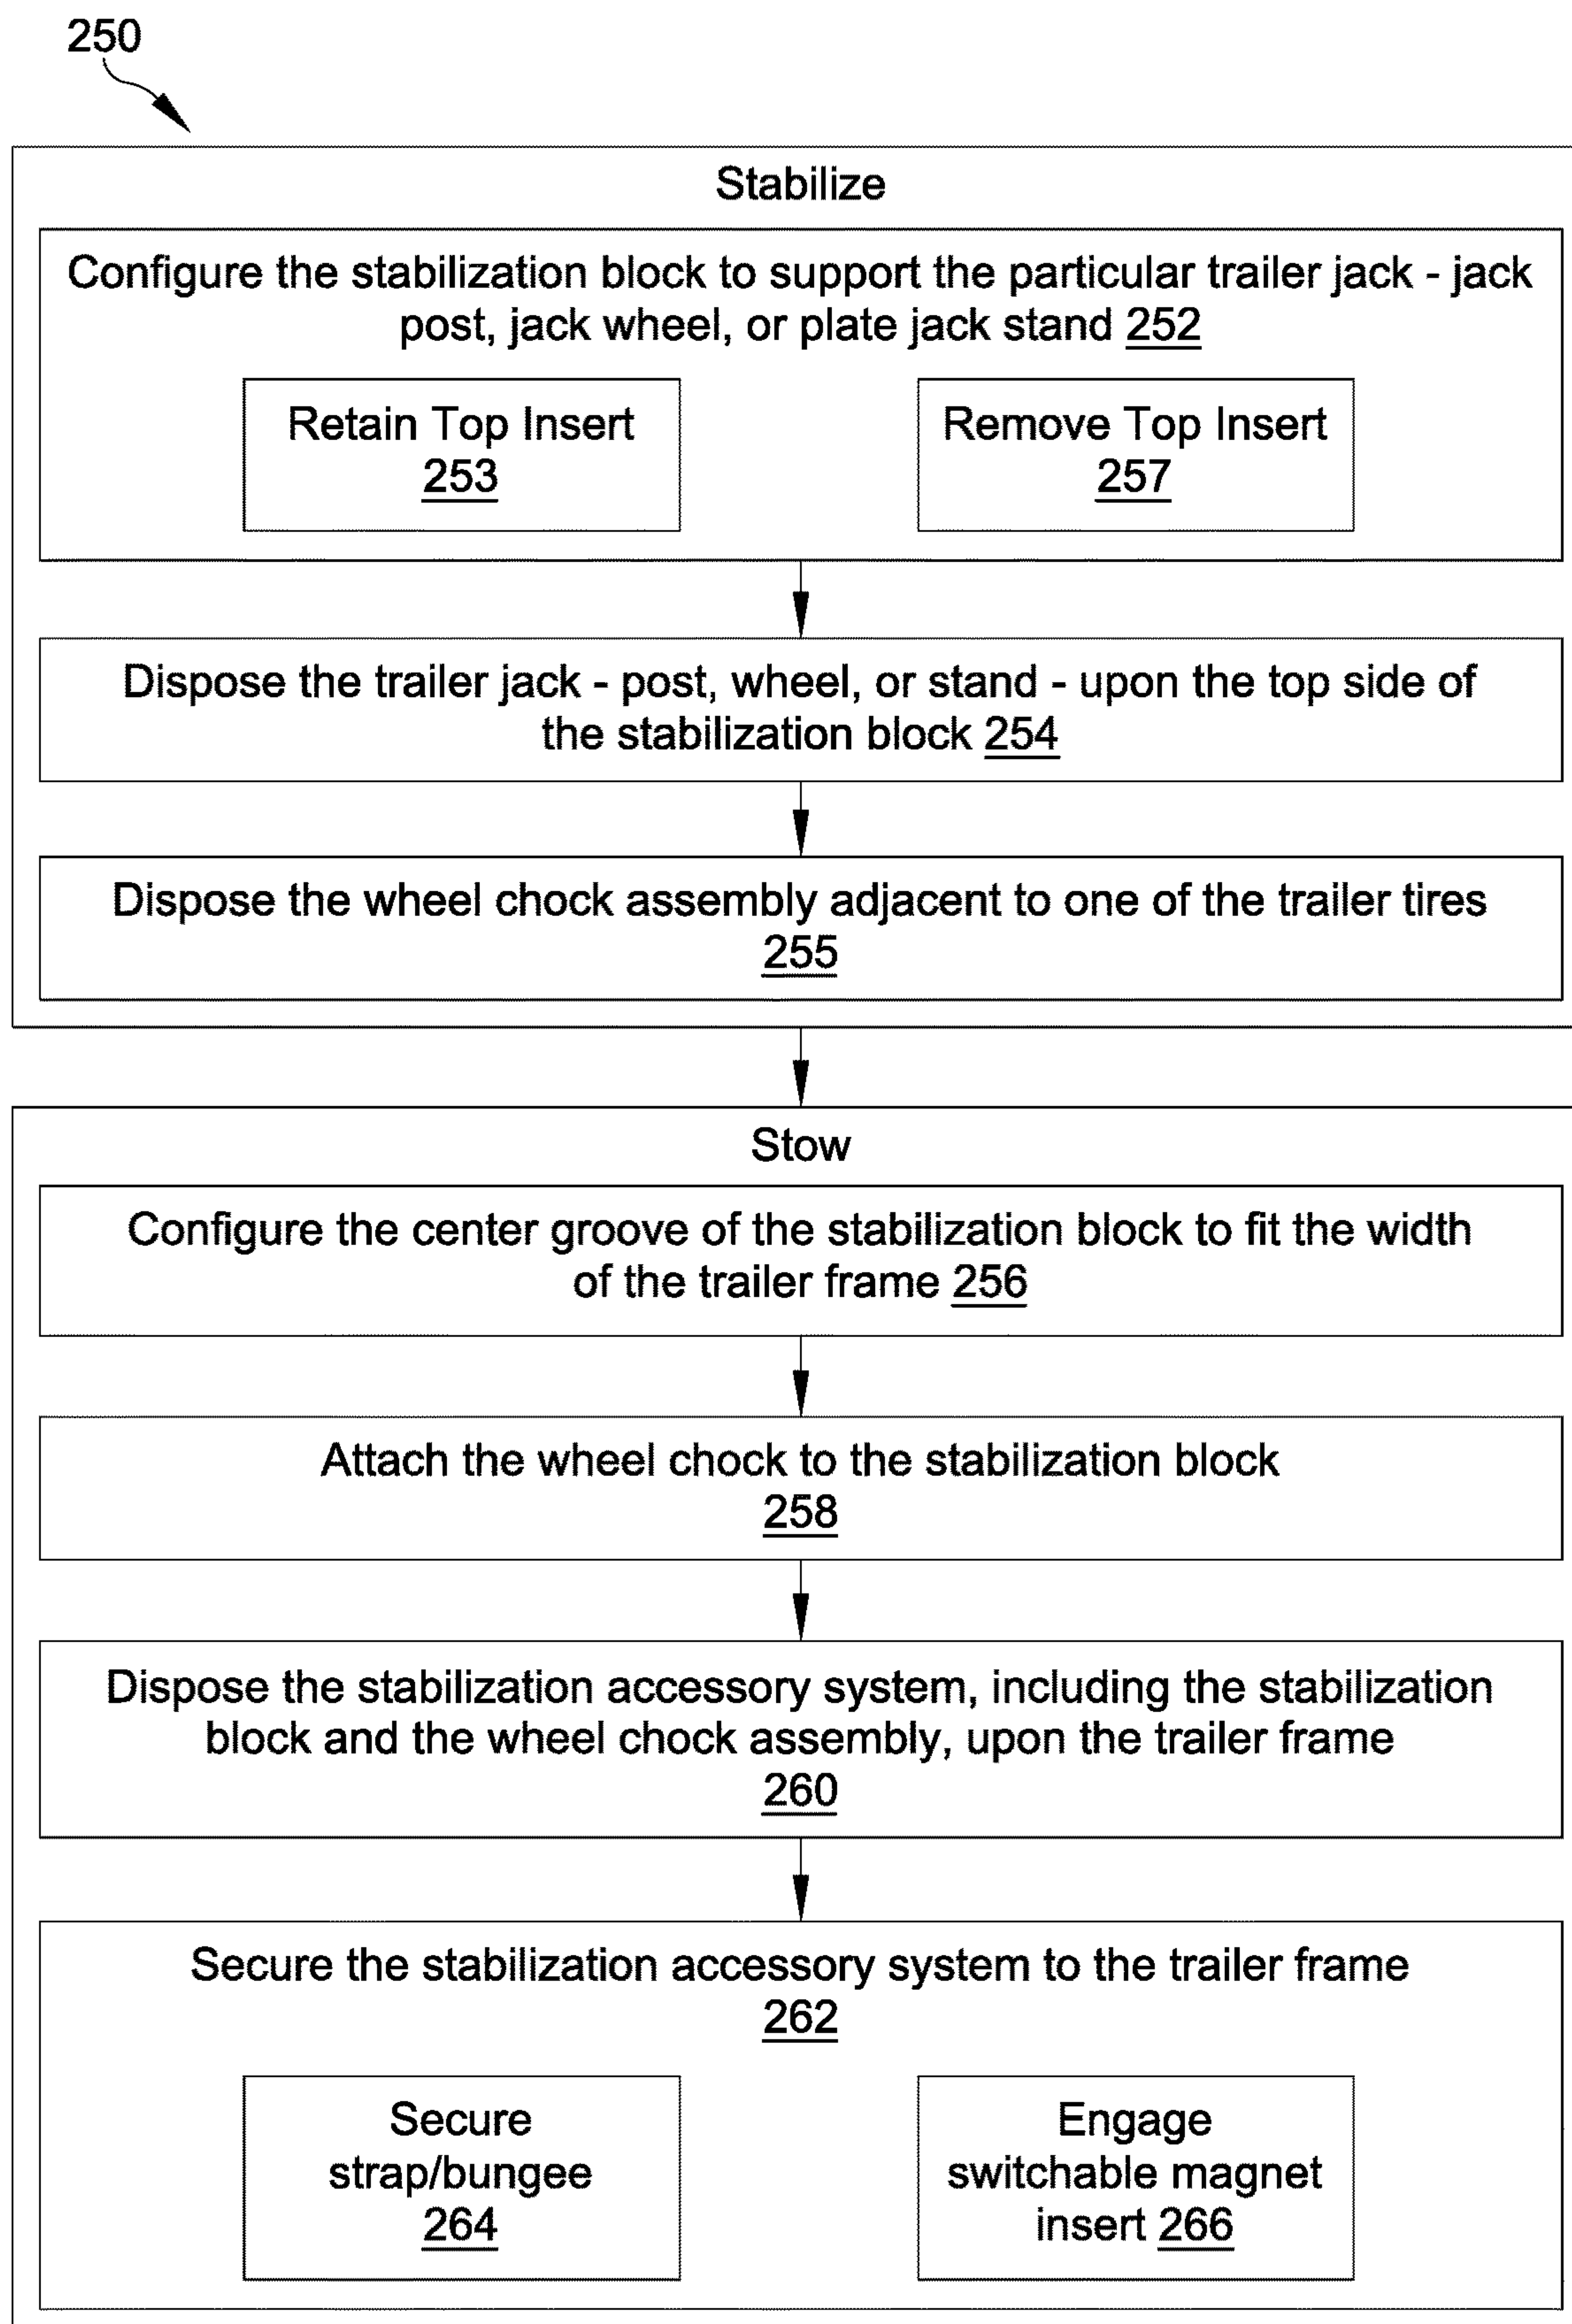 250
Stabilize
Configure the stabilization block to support the particular trailer jack - jack
post, jack wheel, or plate jack stand 252
Retain Top Insert
253
Remove Top Insert
257
Dispose the trailer jack - post, wheel, or stand - upon the top side of
the stabilization block 254
Dispose the wheel chock assembly adjacent to one of the trailer tires
255
Stow
Configure the center groove of the stabilization block to fit the width
of the trailer frame 256
Attach the wheel chock to the stabilization block
258
Dispose the stabilization accessory system, including the stabilization
block and the wheel chock assembly, upon the trailer frame
260
Secure the stabilization accessory system to the trailer frame
262
Secure
strap/bungee
264
Engage
switchable magnet
insert 266